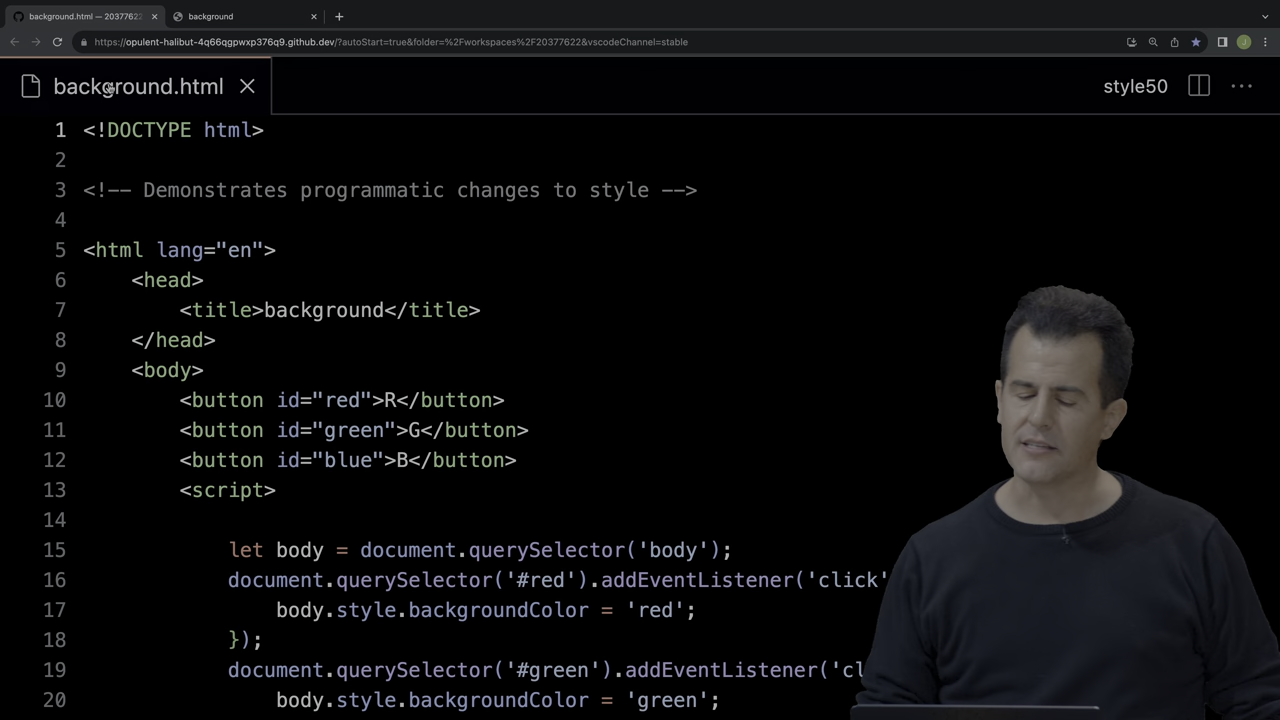 background.html — 20377622
background
https://opulent-halibut-4q66qgpwxp376q9.github.dev/?autoStart=true&folder=%2Fworkspaces%2F20377622&vscodeChannel=stable
J
background.html
style50
1 <!DOCTYPE html>
2
3 <!-- Demonstrates programmatic changes to style -->
4
5 <html lang="en">
6 <head>
7 <title>background</title>
8 </head>
9 <body>
10 <button id="red">R</button>
11 <button id="green">G</button>
12 <button id="blue">B</button>
13 <script>
14
15 let body = document.querySelector('body');
16 document.querySelector('#red').addEventListener('click'
17 body.style.backgroundColor = 'red';
18 });
19 document.querySelector('#green').addEventListener('cl
20 body.style.backgroundColor = 'green';